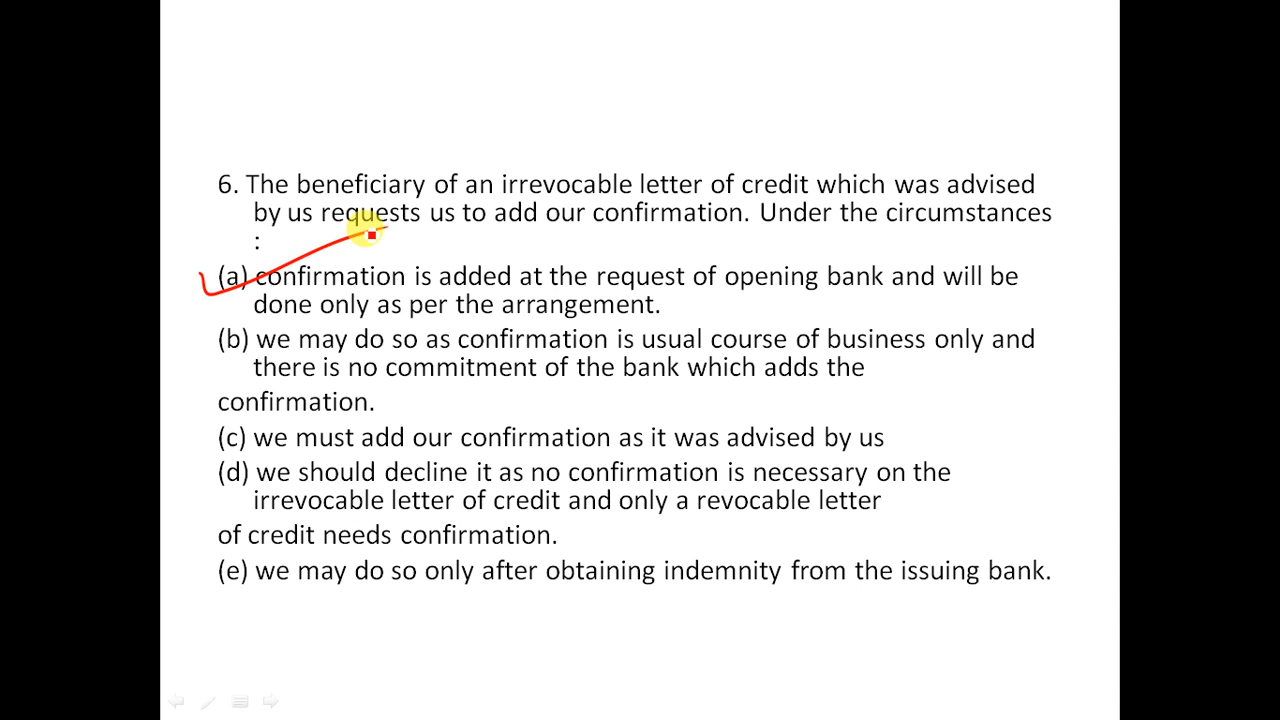 6. The beneficiary of an irrevocable letter of credit which was advised
by us requests us to add our confirmation. Under the circumstances
:
(a) confirmation is added at the request of opening bank and will be
done only as per the arrangement.
(b) we may do so as confirmation is usual course of business only and
there is no commitment of the bank which adds the
confirmation.
(c) we must add our confirmation as it was advised by us
(d) we should decline it as no confirmation is necessary on the
irrevocable letter of credit and only a revocable letter
of credit needs confirmation.
(e) we may do so only after obtaining indemnity from the issuing bank.